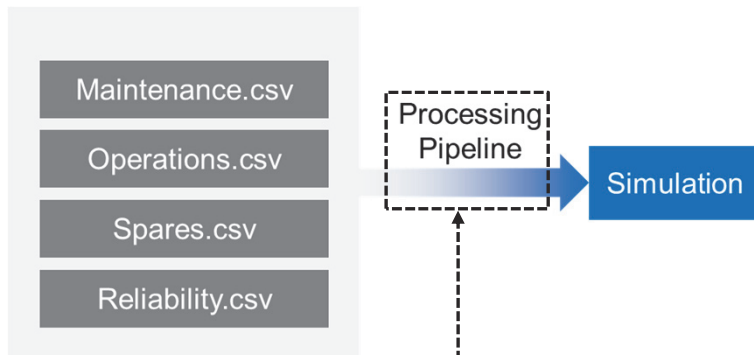 Maintenance.csv
Operations.csv
Spares.csv
Reliability.csv
Processing
Pipeline
Simulation